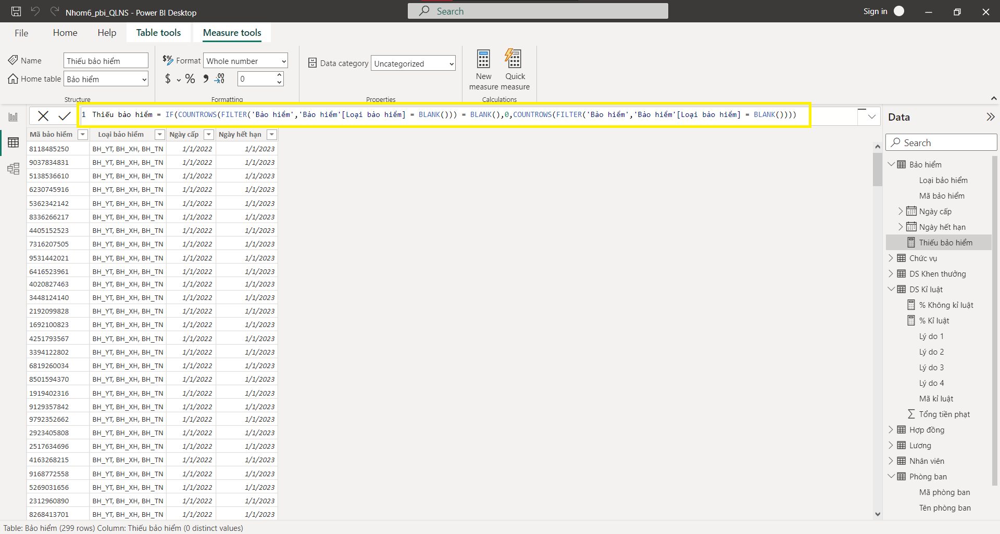 Nhom6_pbi_QLNS - Power BI Desktop
Search
Sign in
File
Home
Help
Table tools
Measure tools
Name
Thiếu bảo hiểm
Home table
Bảo hiểm
Structure
Format
Whole number
$ % , .00
0
Formatting
Data category
Uncategorized
Properties
New measure
Quick measure
Calculations
1 Thiếu bảo hiểm = IF(COUNTROWS(FILTER('Bảo hiểm','Bảo hiểm'[Loại bảo hiểm] = BLANK())) = BLANK(),0,COUNTROWS(FILTER('Bảo hiểm','Bảo hiểm'[Loại bảo hiểm] = BLANK())))
Mã bảo hiểm Loại bảo hiểm Ngày cấp Ngày hết hạn
8118485250 BH_YT, BH_XH, BH_TN 1/1/2022 1/1/2023
9037834831 BH_YT, BH_XH, BH_TN 1/1/2022 1/1/2023
5138536610 BH_YT, BH_XH, BH_TN 1/1/2022 1/1/2023
6230745916 BH_YT, BH_XH, BH_TN 1/1/2022 1/1/2023
5362342142 BH_YT, BH_XH, BH_TN 1/1/2022 1/1/2023
8336266217 BH_YT, BH_XH, BH_TN 1/1/2022 1/1/2023
4405152523 BH_YT, BH_XH, BH_TN 1/1/2022 1/1/2023
7316207505 BH_YT, BH_XH, BH_TN 1/1/2022 1/1/2023
9531442021 BH_YT, BH_XH, BH_TN 1/1/2022 1/1/2023
6416523961 BH_YT, BH_XH, BH_TN 1/1/2022 1/1/2023
4020827463 BH_YT, BH_XH, BH_TN 1/1/2022 1/1/2023
3448124140 BH_YT, BH_XH, BH_TN 1/1/2022 1/1/2023
2192099828 BH_YT, BH_XH, BH_TN 1/1/2022 1/1/2023
1692100823 BH_YT, BH_XH, BH_TN 1/1/2022 1/1/2023
4251793567 BH_YT, BH_XH, BH_TN 1/1/2022 1/1/2023
3394122802 BH_YT, BH_XH, BH_TN 1/1/2022 1/1/2023
6819260034 BH_YT, BH_XH, BH_TN 1/1/2022 1/1/2023
8501594370 BH_YT, BH_XH, BH_TN 1/1/2022 1/1/2023
1919402316 BH_YT, BH_XH, BH_TN 1/1/2022 1/1/2023
9129357842 BH_YT, BH_XH, BH_TN 1/1/2022 1/1/2023
9792352662 BH_YT, BH_XH, BH_TN 1/1/2022 1/1/2023
2923405808 BH_YT, BH_XH, BH_TN 1/1/2022 1/1/2023
2517634696 BH_YT, BH_XH, BH_TN 1/1/2022 1/1/2023
4163268215 BH_YT, BH_XH, BH_TN 1/1/2022 1/1/2023
9168772558 BH_YT, BH_XH, BH_TN 1/1/2022 1/1/2023
5269031656 BH_YT, BH_XH, BH_TN 1/1/2022 1/1/2023
2312960890 BH_YT, BH_XH, BH_TN 1/1/2022 1/1/2023
8268413701 BH_YT, BH_XH, BH_TN 1/1/2022 1/1/2023
Data
Search
Bảo hiểm
Loại bảo hiểm
Mã bảo hiểm
Ngày cấp
Ngày hết hạn
Thiếu bảo hiểm
Chức vụ
DS Khen thưởng
DS Kỉ luật
% Không kỉ luật
% Kỉ luật
Lý do 1
Lý do 2
Lý do 3
Lý do 4
Mã kỉ luật
Tổng tiền phạt
Hợp đồng
Lương
Nhân viên
Phòng ban
Mã phòng ban
Tên phòng ban
Table: Bảo hiểm (299 rows) Column: Thiếu bảo hiểm (0 distinct values)